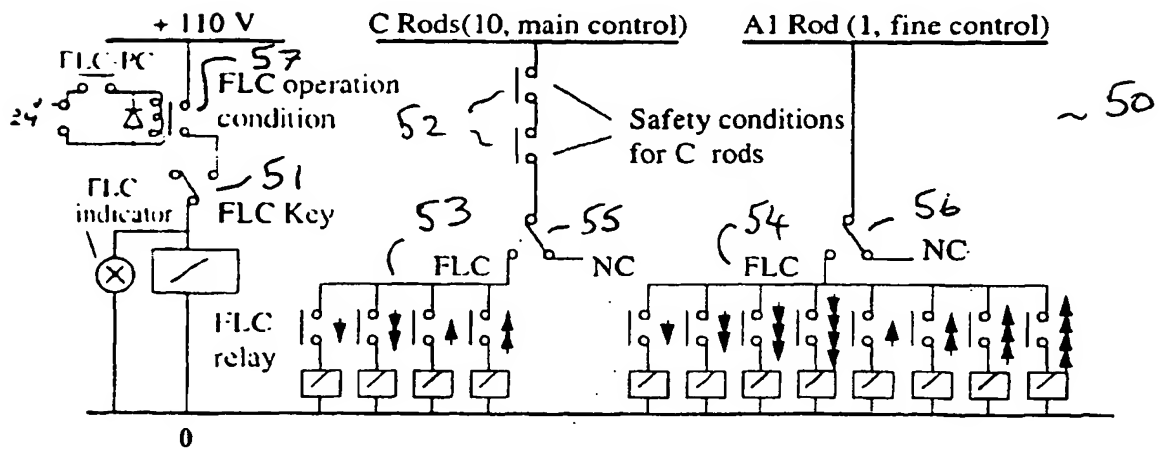 + 110 V
C Rods(10, main control)
A1 Rod (1, fine control)
FLC-PC
57
FLC operation
condition
24
52
Safety conditions
for C rods
~ 50
FLC
indicator
51
FLC Key
53
55
54
56
FLC
NC
FLC
NC
FLC
relay
0